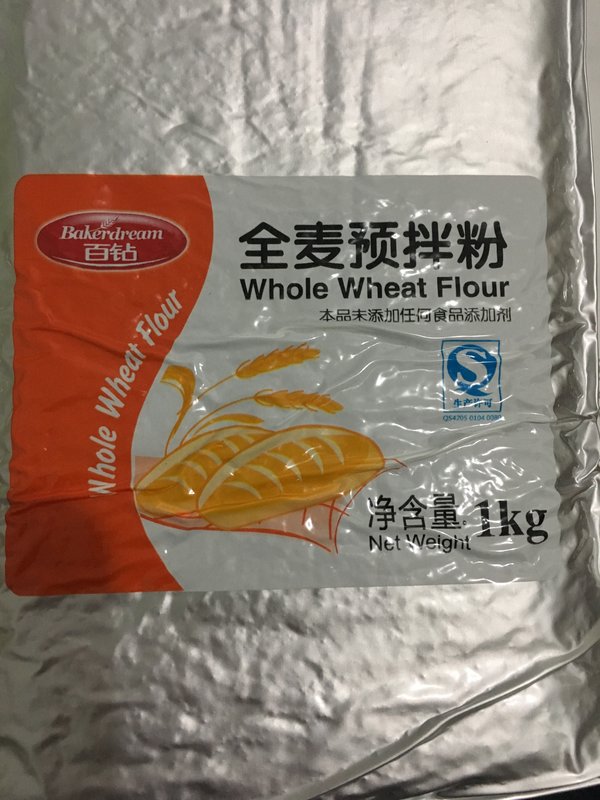 Bakerdream
百钻
全麦预拌粉
Whole Wheat Flour
本品未添加任何食品添加剂
Whole Wheat Flour
生产许可
净含量: 1kg
Net Weight